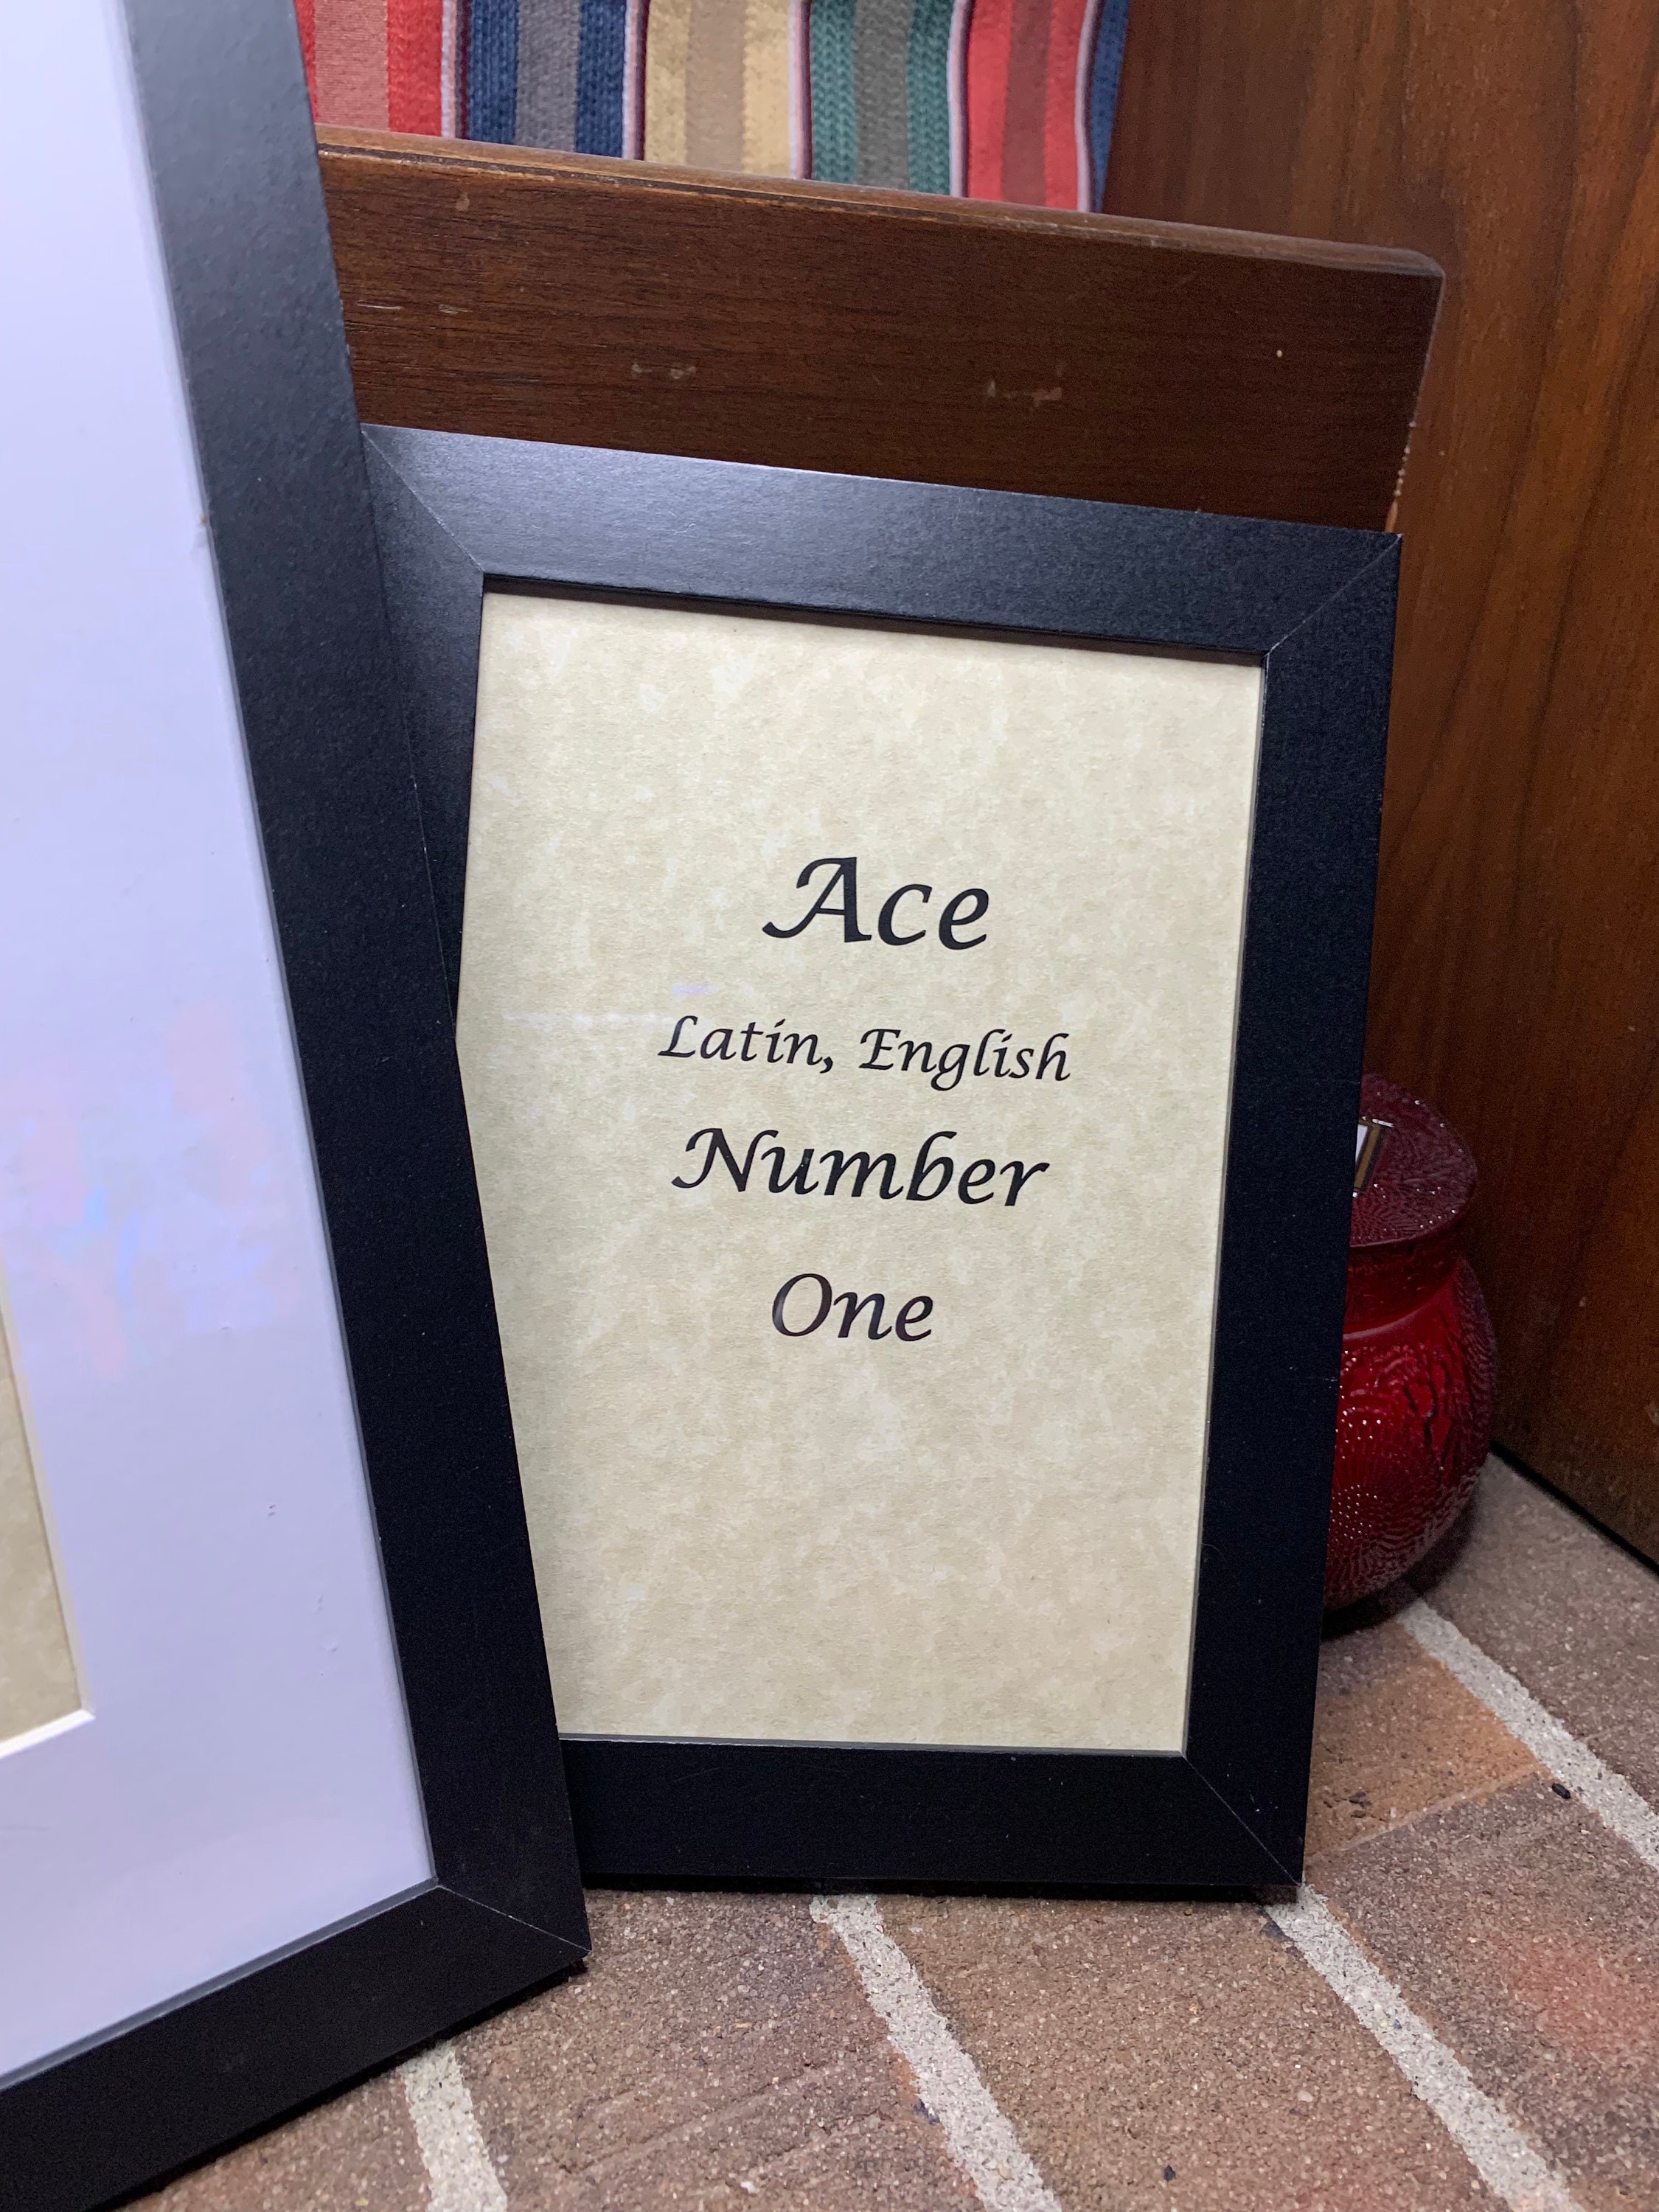 Ace
Latin, English
Number
One